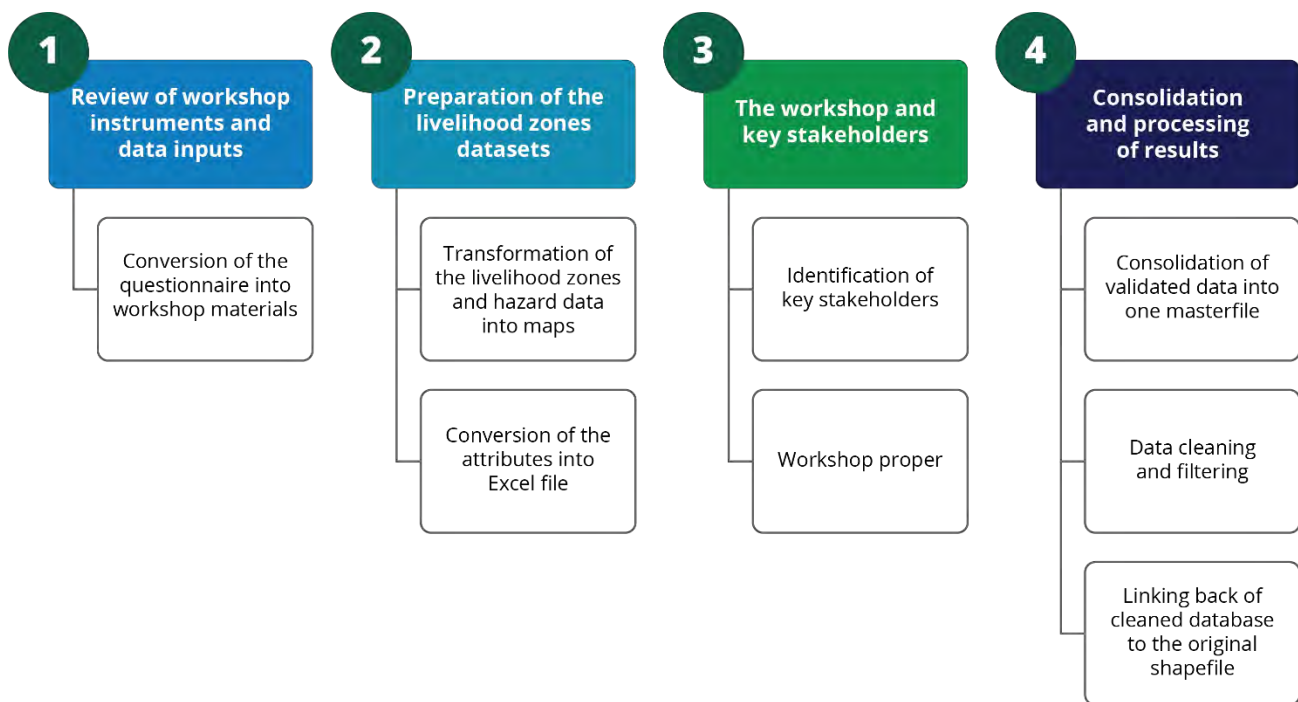 1
Review of workshop
instruments and
data inputs
Conversion of the
questionnaire into
workshop materials
2
Preparation of the
livelihood zones
datasets
Transformation of
the livelihood zones
and hazard data
into maps
Conversion of the
attributes into
Excel file
3
The workshop and
key stakeholders
Identification of
key stakeholders
Workshop proper
4
Consolidation
and processing
of results
Consolidation of
validated data into
one masterfile
Data cleaning
and filtering
Linking back of
cleaned database
to the original
shapefile